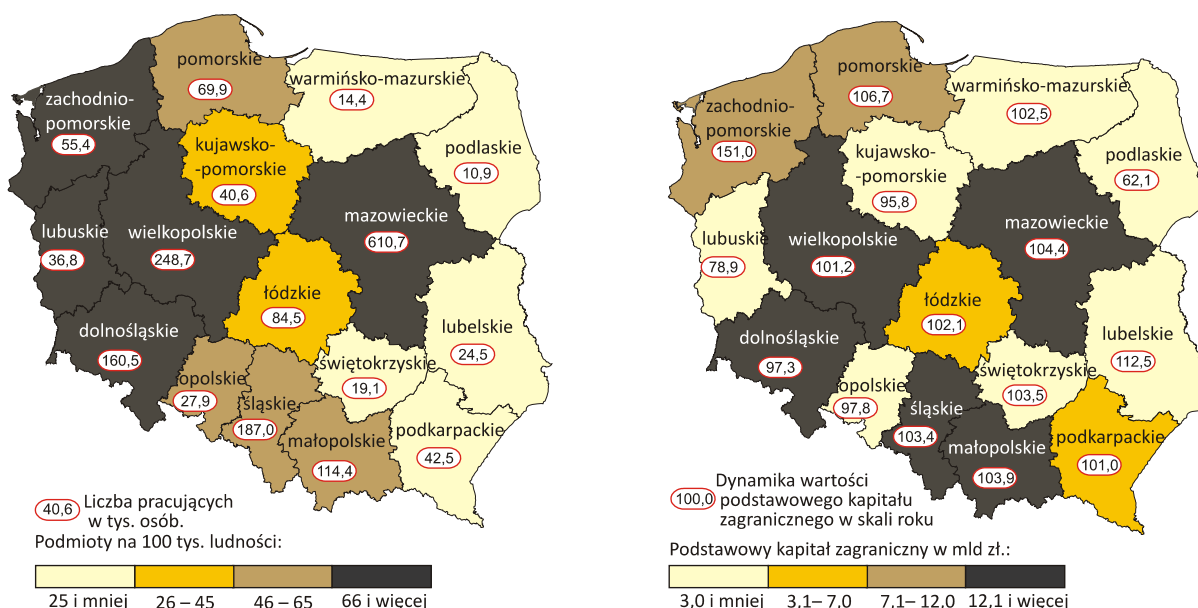 pomorskie
69,9
warmińsko-mazurskie
14,4
zachodnio-
pomorskie
55,4
kujawsko-
-pomorskie
40,6
podlaskie
10,9
mazowieckie
610,7
lubuskie
36,8
wielkopolskie
248,7
łódzkie
84,5
dolnośląskie
160,5
lubelskie
24,5
opolskie
27,9
śląskie
187,0
świętokrzyskie
19,1
małopolskie
114,4
podkarpackie
42,5
40,6 Liczba pracujących
w tys. osób.
Podmioty na 100 tys. ludności:
25 i mniej
26 – 45
46 – 65
66 i więcej
pomorskie
106,7
warmińsko-mazurskie
102,5
zachodnio-
pomorskie
151,0
kujawsko-
-pomorskie
95,8
podlaskie
62,1
mazowieckie
104,4
lubuskie
78,9
wielkopolskie
101,2
łódzkie
102,1
dolnośląskie
97,3
lubelskie
112,5
opolskie
97,8
śląskie
103,4
świętokrzyskie
103,5
małopolskie
103,9
podkarpackie
101,0
Dynamika wartości
100,0 podstawowego kapitału
zagranicznego w skali roku
Podstawowy kapitał zagraniczny w mld zł.:
3,0 i mniej
3,1– 7,0
7,1– 12,0
12,1 i więcej